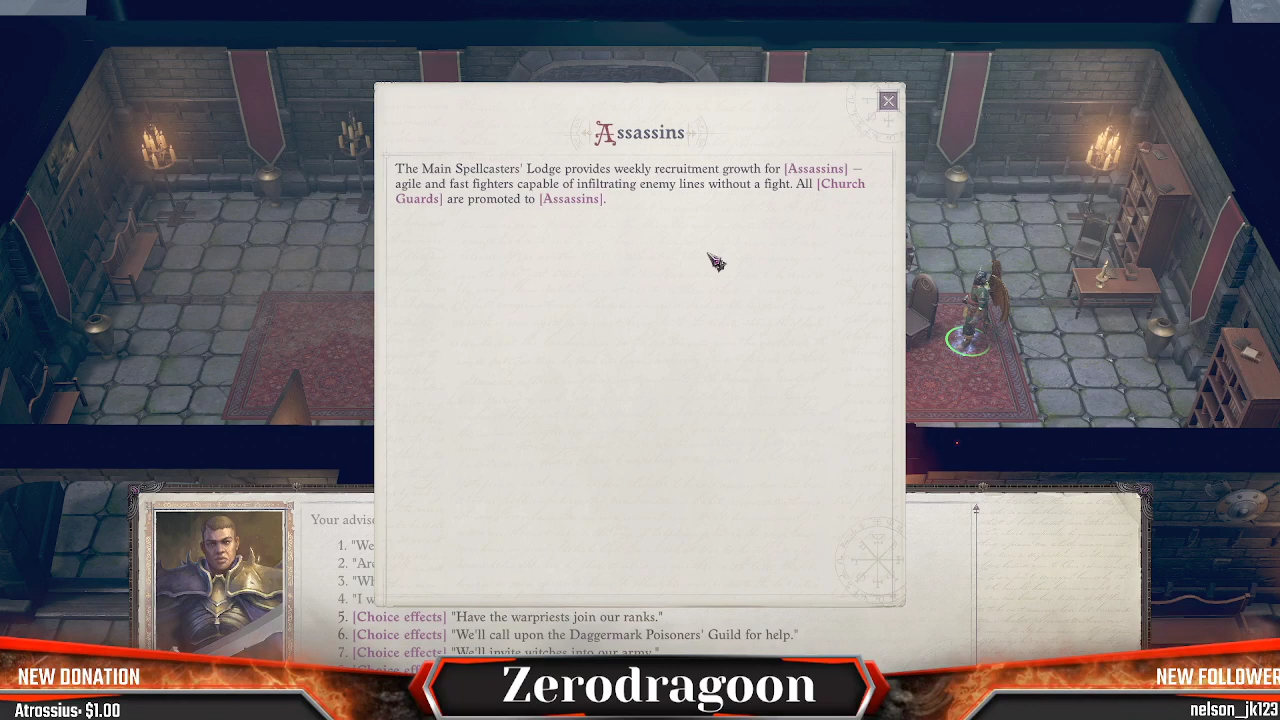 Assassins
The Main Spellcasters' Lodge provides weekly recruitment growth for [Assassins] —
agile and fast fighters capable of infiltrating enemy lines without a fight. All [Church
Guards] are promoted to [Assassins].
Your advise
1. "We
2. "Are
3. "Wh
4. "I w
5. [Choice effects] "Have the warpriests join our ranks."
6. [Choice effects] "We'll call upon the Daggermark Poisoners' Guild for help."
7. [Choice effects] "We'll invite witches into our army."
NEW DONATION
Zerodragoon
NEW FOLLOWER
Atrossius: $1.00
nelson_jk123